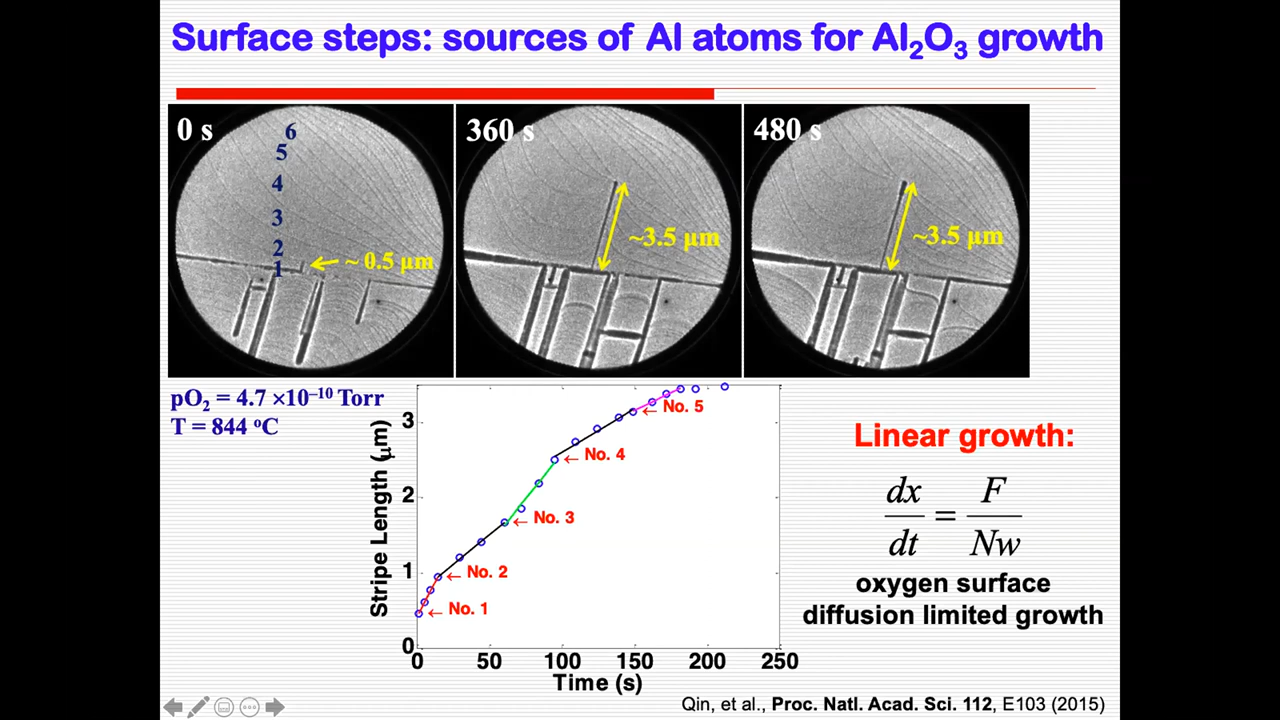 Surface steps: sources of Al atoms for Al₂O₃ growth
0 s
6
5
4
3
2
1
~ 0.5 μm
360 s
~3.5 μm
480 s
~3.5 μm
pO₂ = 4.7 ×10⁻¹⁰ Torr
T = 844 ºC
Stripe Length (μm)
3
2
1
0
No. 5
No. 4
No. 3
No. 2
No. 1
0 50 100 150 200 250
Time (s)
Linear growth:
dx/dt = F/Nw
oxygen surface
diffusion limited growth
Qin, et al., Proc. Natl. Acad. Sci. 112, E103 (2015)